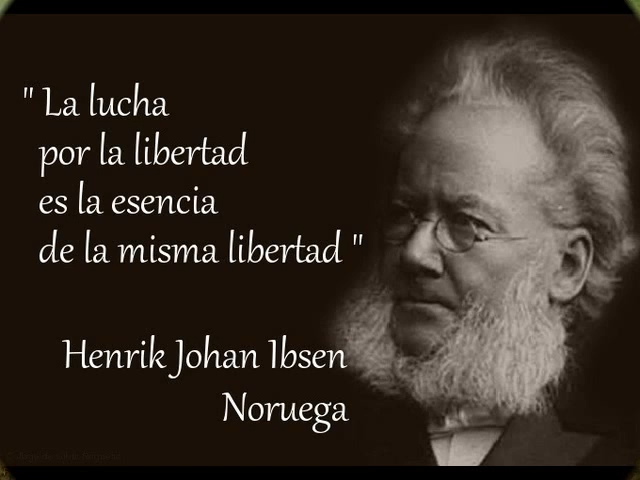 " La lucha
por la libertad
es la esencia
de la misma libertad "
Henrik Johan Ibsen
Noruega